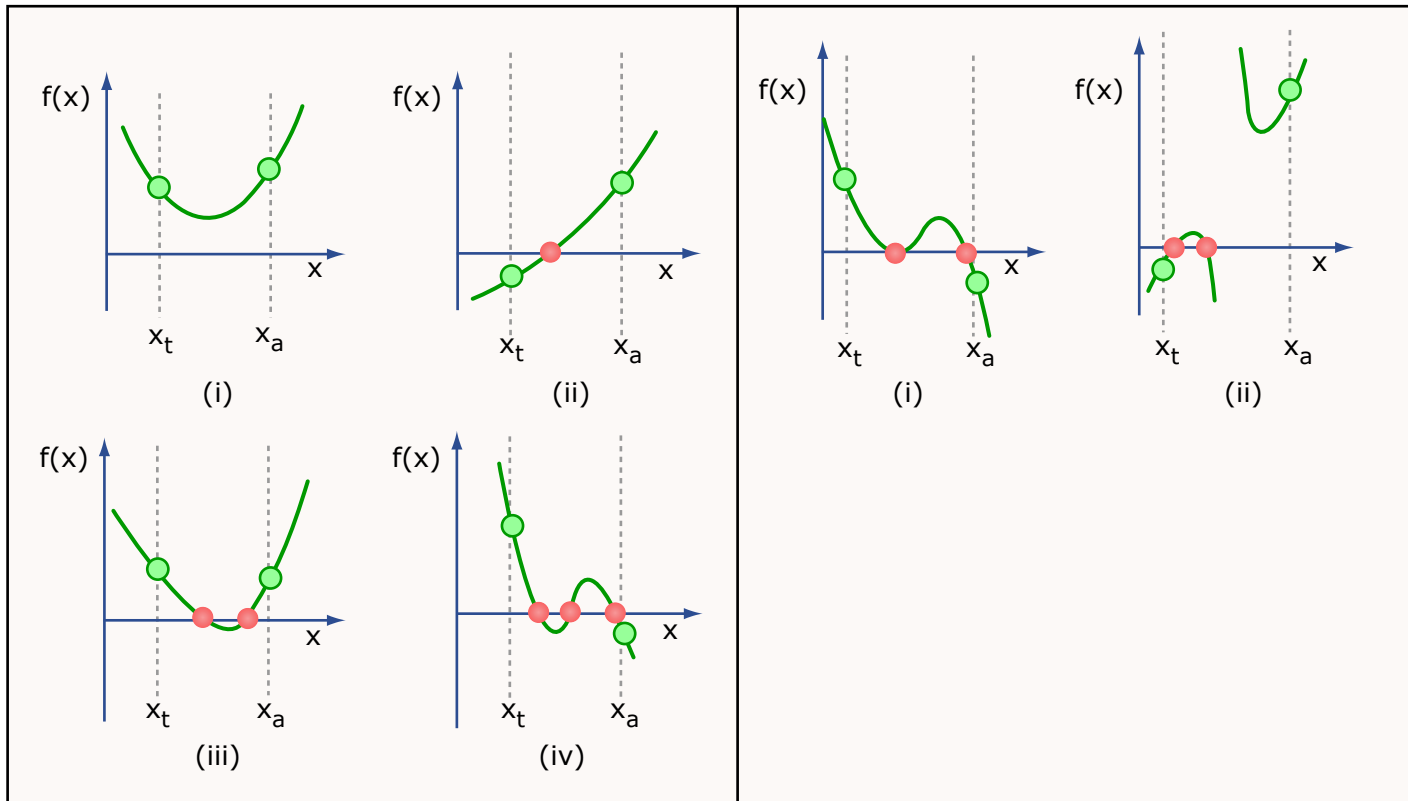 f(x)
x
x_t
x_a
(i)
f(x)
x
x_t
x_a
(ii)
f(x)
x
x_t
x_a
(iii)
f(x)
x
x_t
x_a
(iv)
f(x)
x
x_t
x_a
(i)
f(x)
x
x_t
x_a
(ii)